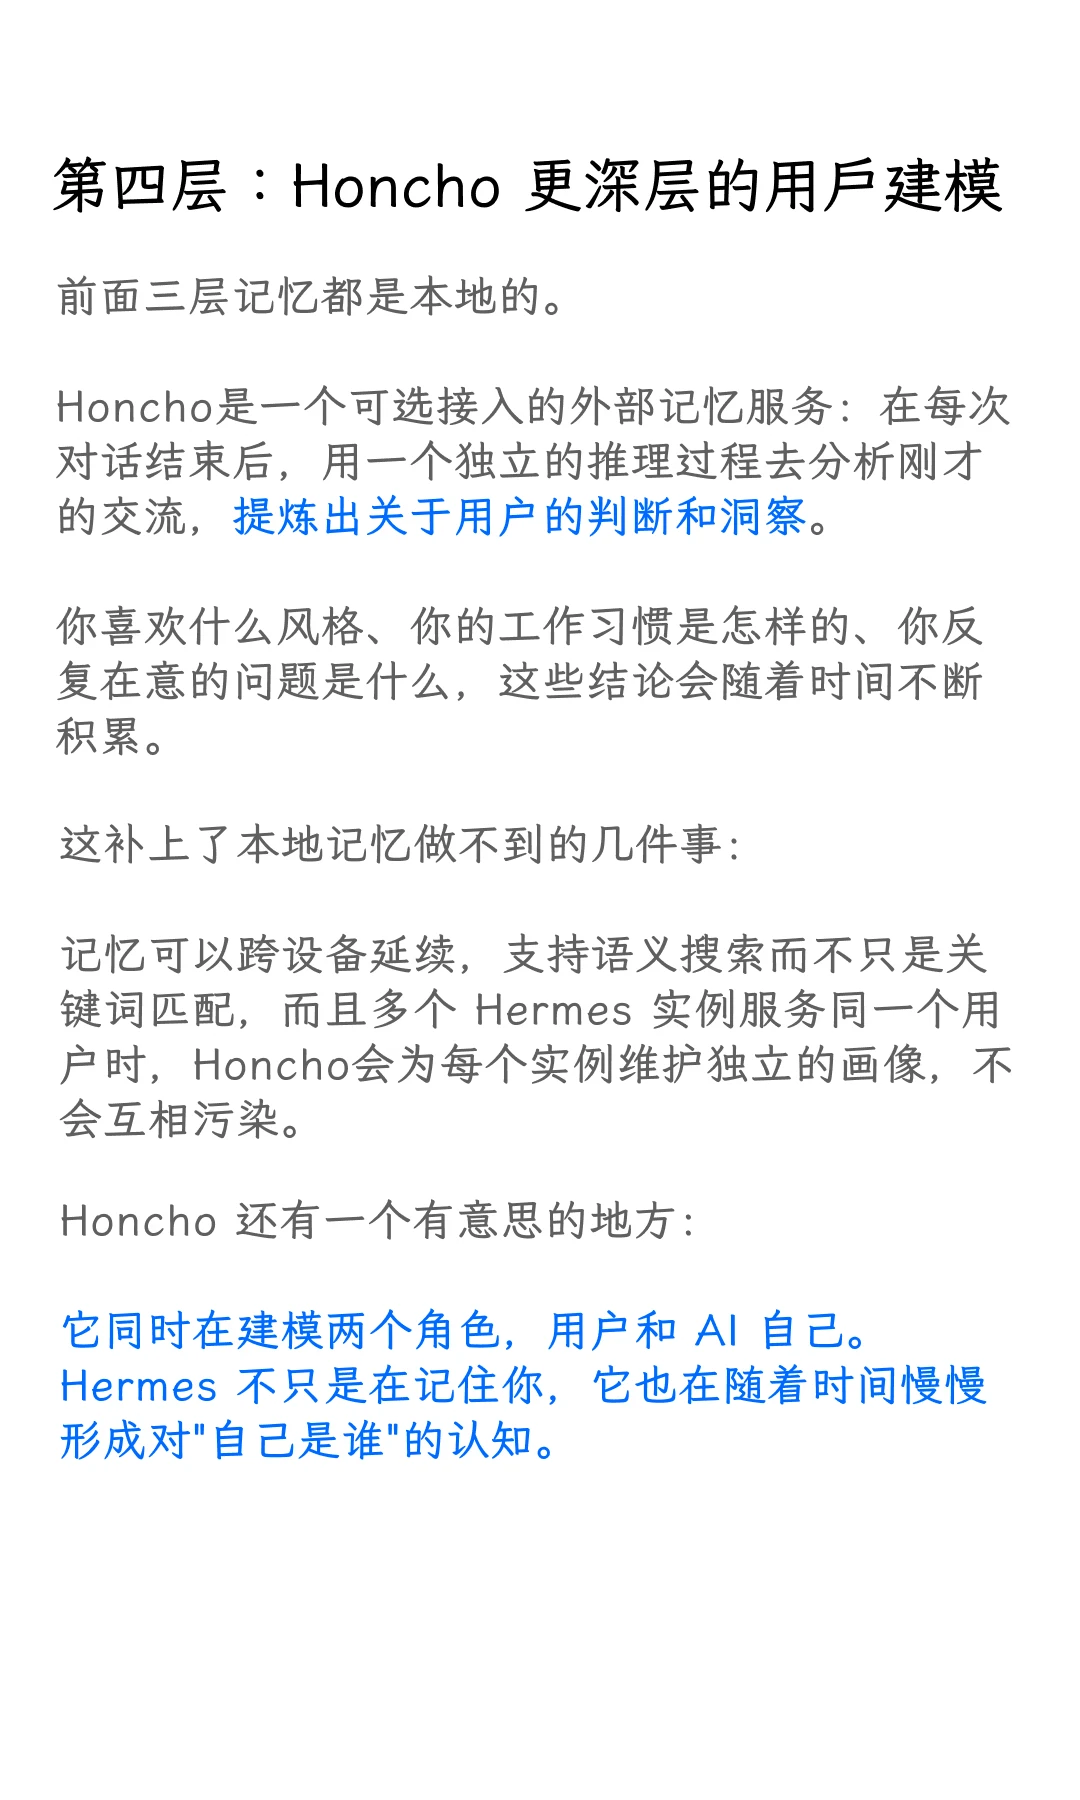 第四层：Honcho 更深层的用戶建模
前面三层记忆都是本地的。
Honcho是一个可选接入的外部记忆服务：在每次
对话结束后，用一个独立的推理过程去分析刚才
的交流，提炼出关于用户的判断和洞察。
你喜欢什么风格、你的工作习惯是怎样的、你反
复在意的问题是什么，这些结论会随着时间不断
积累。
这补上了本地记忆做不到的几件事：
记忆可以跨设备延续，支持语义搜索而不只是关
键词匹配，而且多个 Hermes 实例服务同一个用
户时，Honcho会为每个实例维护独立的画像，不
会互相污染。
Honcho 还有一个有意思的地方：
它同时在建模两个角色，用户和 AI 自己。
Hermes 不只是在记住你，它也在随着时间慢慢
形成对"自己是谁"的认知。